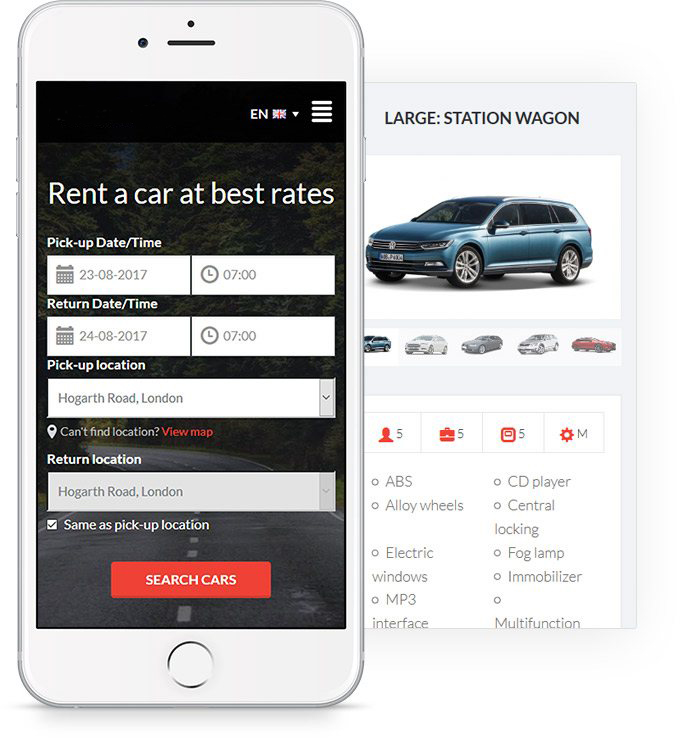 EN
Rent a car at best rates
Pick-up Date/Time
23-08-2017 07:00
Return Date/Time
24-08-2017 07:00
Pick-up location
Hogarth Road, London
Can't find location? View map
Return location
Hogarth Road, London
Same as pick-up location
SEARCH CARS
LARGE: STATION WAGON
5 5 5 M
ABS
Alloy wheels
Electric
windows
MP3
interface
CD player
Central
locking
Fog lamp
Immobilizer
Multifunction